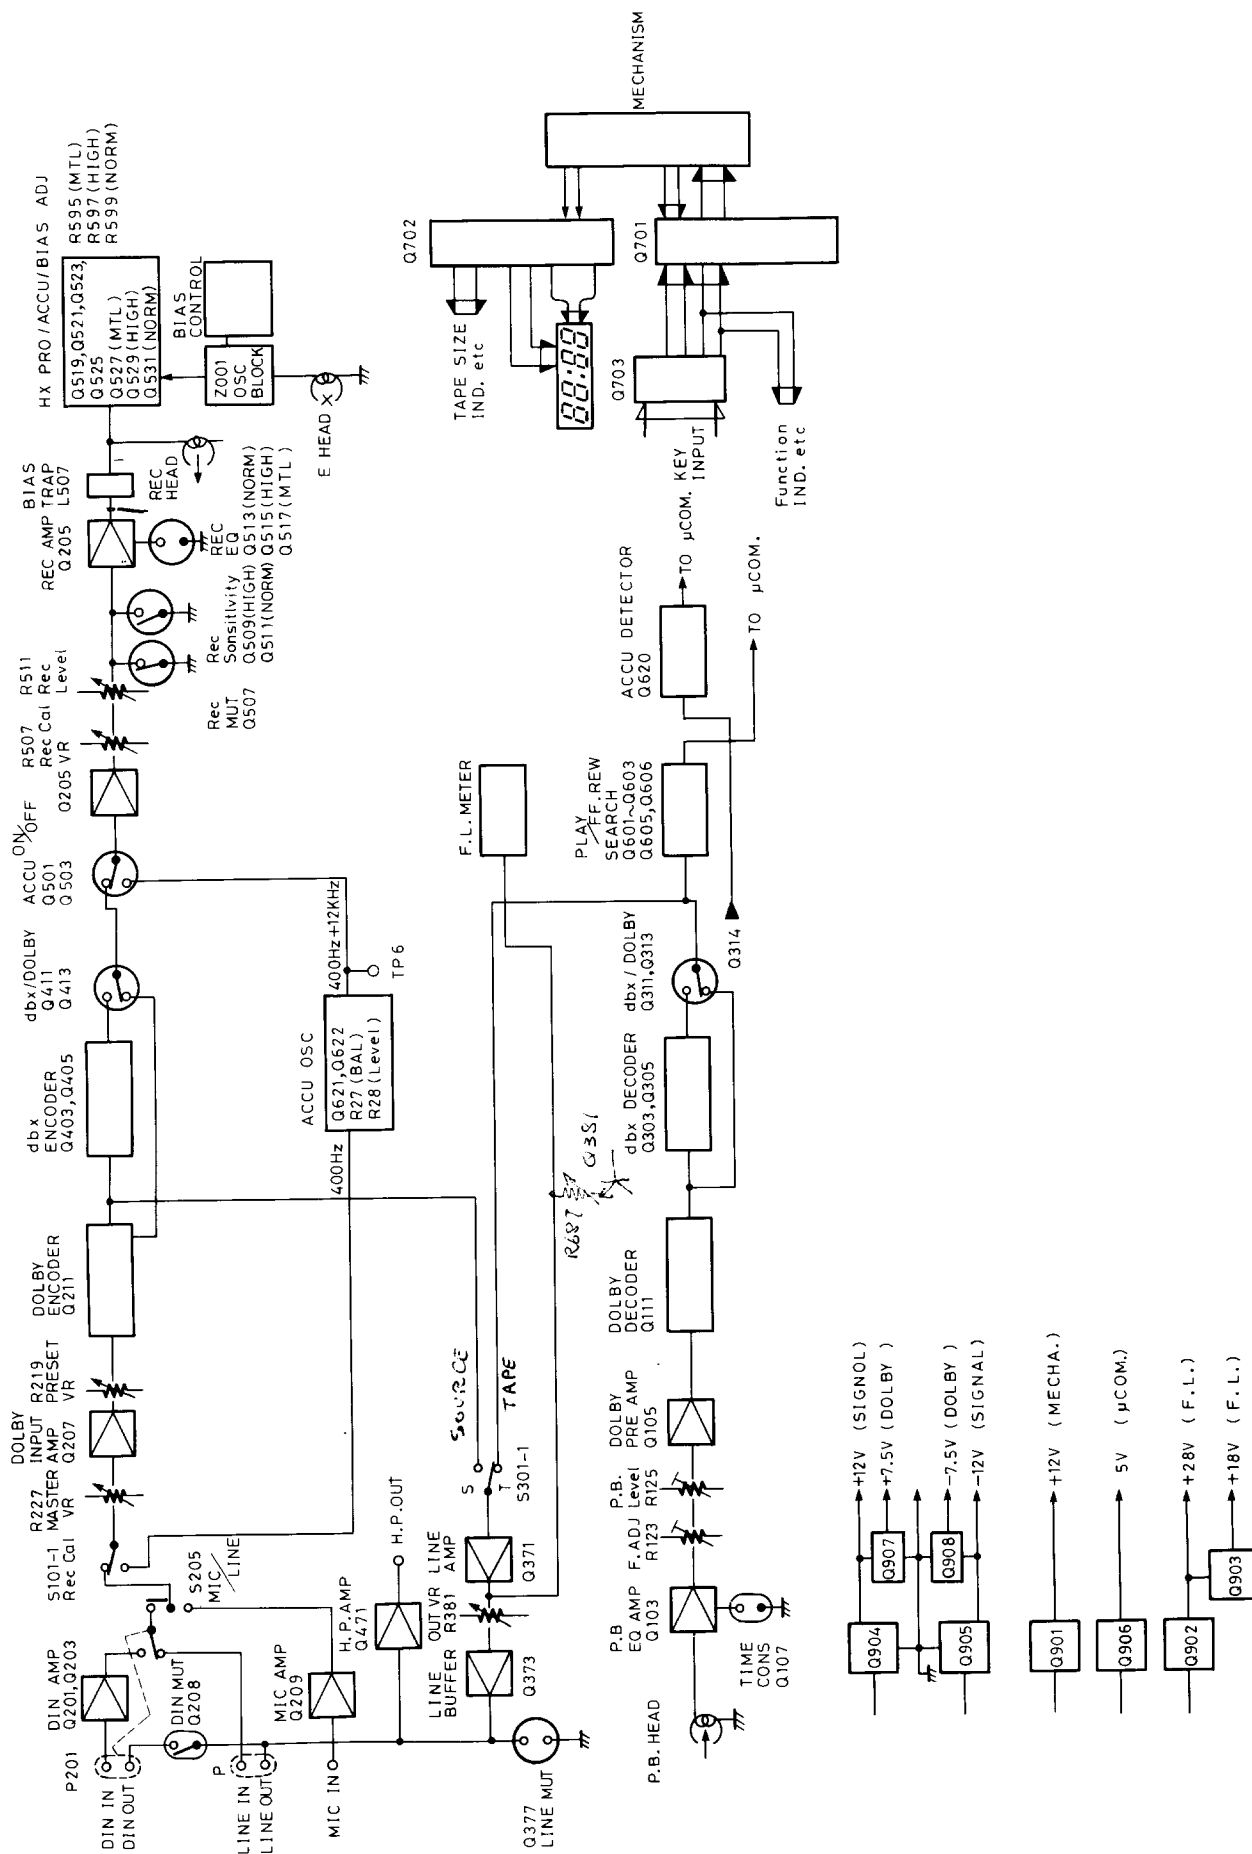 P201
DIN IN
DIN OUT
DIN AMP
Q201,Q203
DIN MUT
Q208
LINE IN
LINE OUT
P
MIC IN
MIC AMP
Q209
S205
MIC/LINE
S101-1
Rec Cal
R227
MASTER
VR
DOLBY
INPUT
AMP
Q207
R219
PRESET
VR
DOLBY
ENCODER
Q211
dbx
ENCODER
Q403,Q405
dbx/DOLBY
Q411
Q413
ACCU ON/OFF
Q501
Q503
Q205
R507
Rec Cal
VR
R511
Rec
Level
Rec
MUT
Q507
Rec
Sonsitlvity
Q509(HIGH)
Q511(NORM)
REC AMP
Q205
REC
EQ
Q513(NORM)
Q515(HIGH)
Q517(MTL)
BIAS
TRAP
L507
REC
HEAD
HX PRO/ACCU/BIAS ADJ
Q519,Q521,Q523,
Q525
Q527(MTL)
Q529(HIGH)
Q531(NORM)
R595(MTL)
R597(HIGH)
R599(NORM)
BIAS
CONTROL
Z001
OSC
BLOCK
E HEAD
ACCU OSC
Q621,Q622
R27(BAL)
R28(Level)
400Hz
400Hz+12KHz
TP6
H.P.AMP
Q471
H.P.OUT
LINE
BUFFER
Q373
OUT VR
R381
LINE
AMP
Q371
S
T
S301-1
SOURCE
TAPE
Q377
LINE MUT
F.L.METER
R687
Q381
P.B. HEAD
P.B
EQ AMP
Q103
TIME
CONS
Q107
F.ADJ
R123
P.B.
Level
R125
DOLBY
PRE AMP
Q105
DOLBY
DECODER
Q111
dbx DECODER
Q303,Q305
dbx/DOLBY
Q311,Q313
Q314
PLAY/FF.REW
SEARCH
Q601~Q603
Q605,Q606
ACCU DETECTOR
Q620
TO μCOM.
TO μCOM.
KEY
INPUT
Q703
Function
IND. etc
Q701
Q702
TAPE SIZE
IND. etc
88:88
MECHANISM
Q904
Q905
Q907
Q908
+12V (SIGNOL)
+7.5V (DOLBY )
-7.5V (DOLBY )
-12V (SIGNAL)
Q901
+12V (MECHA.)
Q906
5V (μCOM.)
Q902
+28V (F.L.)
Q903
+18V (F.L.)